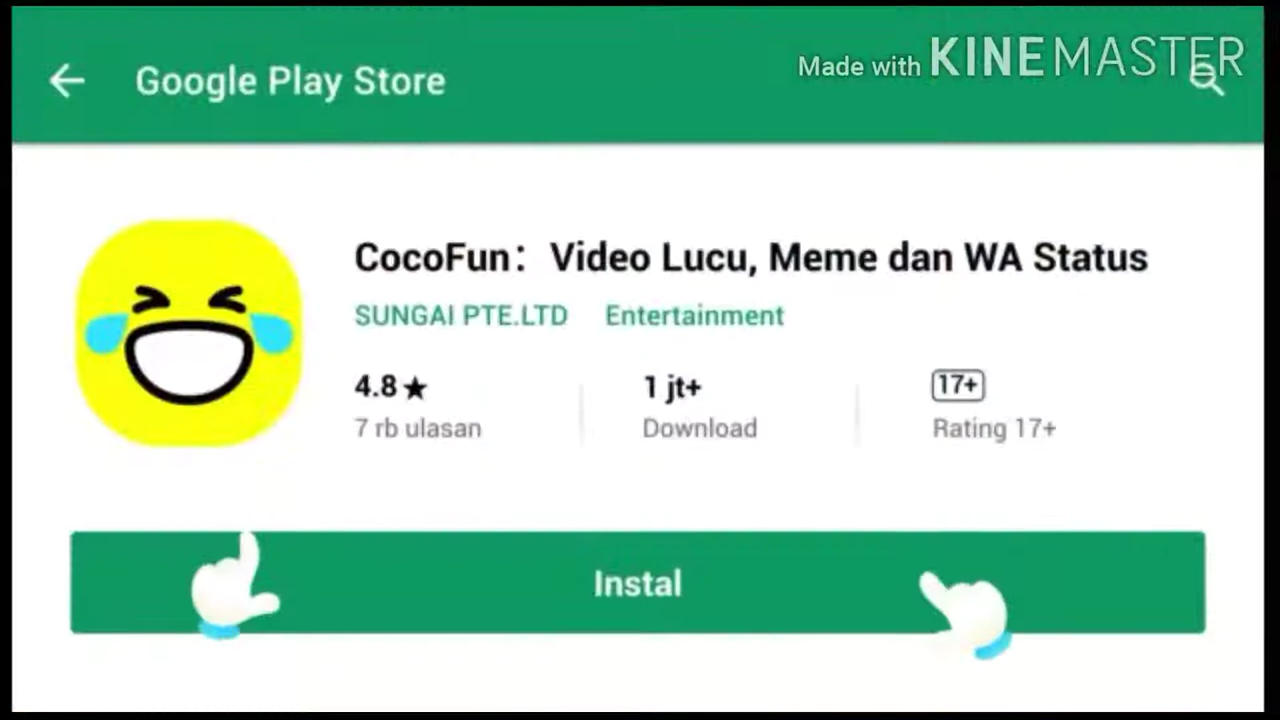 Google Play Store
Made with KINEMASTER
CocoFun: Video Lucu, Meme dan WA Status
SUNGAI PTE.LTD Entertainment
4.8★ 1 jt+ 17+
7 rb ulasan Download Rating 17+
Instal